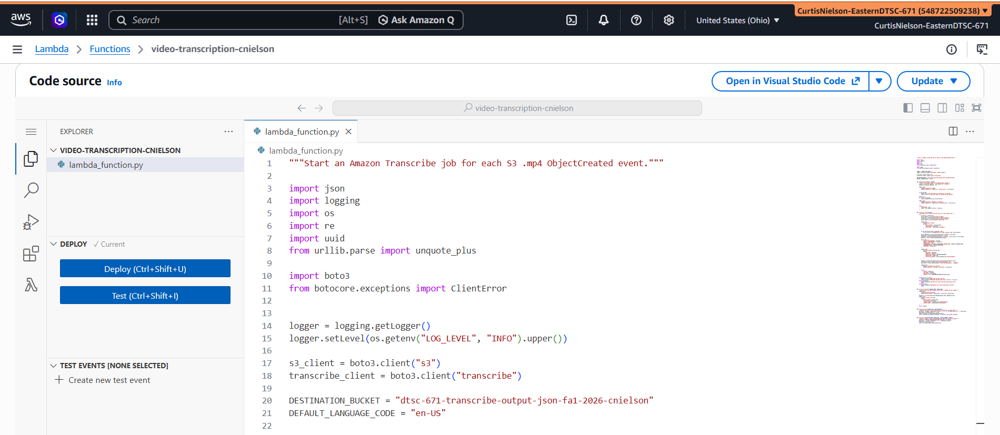 CurtisNielson-EasternDTSC-671 (548722509238) ▼
aws
Search [Alt+S] Ask Amazon Q
United States (Ohio) ▼
CurtisNielson-EasternDTSC-671
Lambda > Functions > video-transcription-cnielson
Code source Info
Open in Visual Studio Code
Update ▼
video-transcription-cnielson
EXPLORER ...
VIDEO-TRANSCRIPTION-CNIELSON
lambda_function.py
DEPLOY ✓ Current
Deploy (Ctrl+Shift+U)
Test (Ctrl+Shift+I)
TEST EVENTS [NONE SELECTED]
+ Create new test event
lambda_function.py ×
lambda_function.py
1 """Start an Amazon Transcribe job for each S3 .mp4 ObjectCreated event."""
2
3 import json
4 import logging
5 import os
6 import re
7 import uuid
8 from urllib.parse import unquote_plus
9
10 import boto3
11 from botocore.exceptions import ClientError
12
13
14 logger = logging.getLogger()
15 logger.setLevel(os.getenv("LOG_LEVEL", "INFO").upper())
16
17 s3_client = boto3.client("s3")
18 transcribe_client = boto3.client("transcribe")
19
20 DESTINATION_BUCKET = "dtsc-671-transcribe-output-json-fa1-2026-cnielson"
21 DEFAULT_LANGUAGE_CODE = "en-US"
22